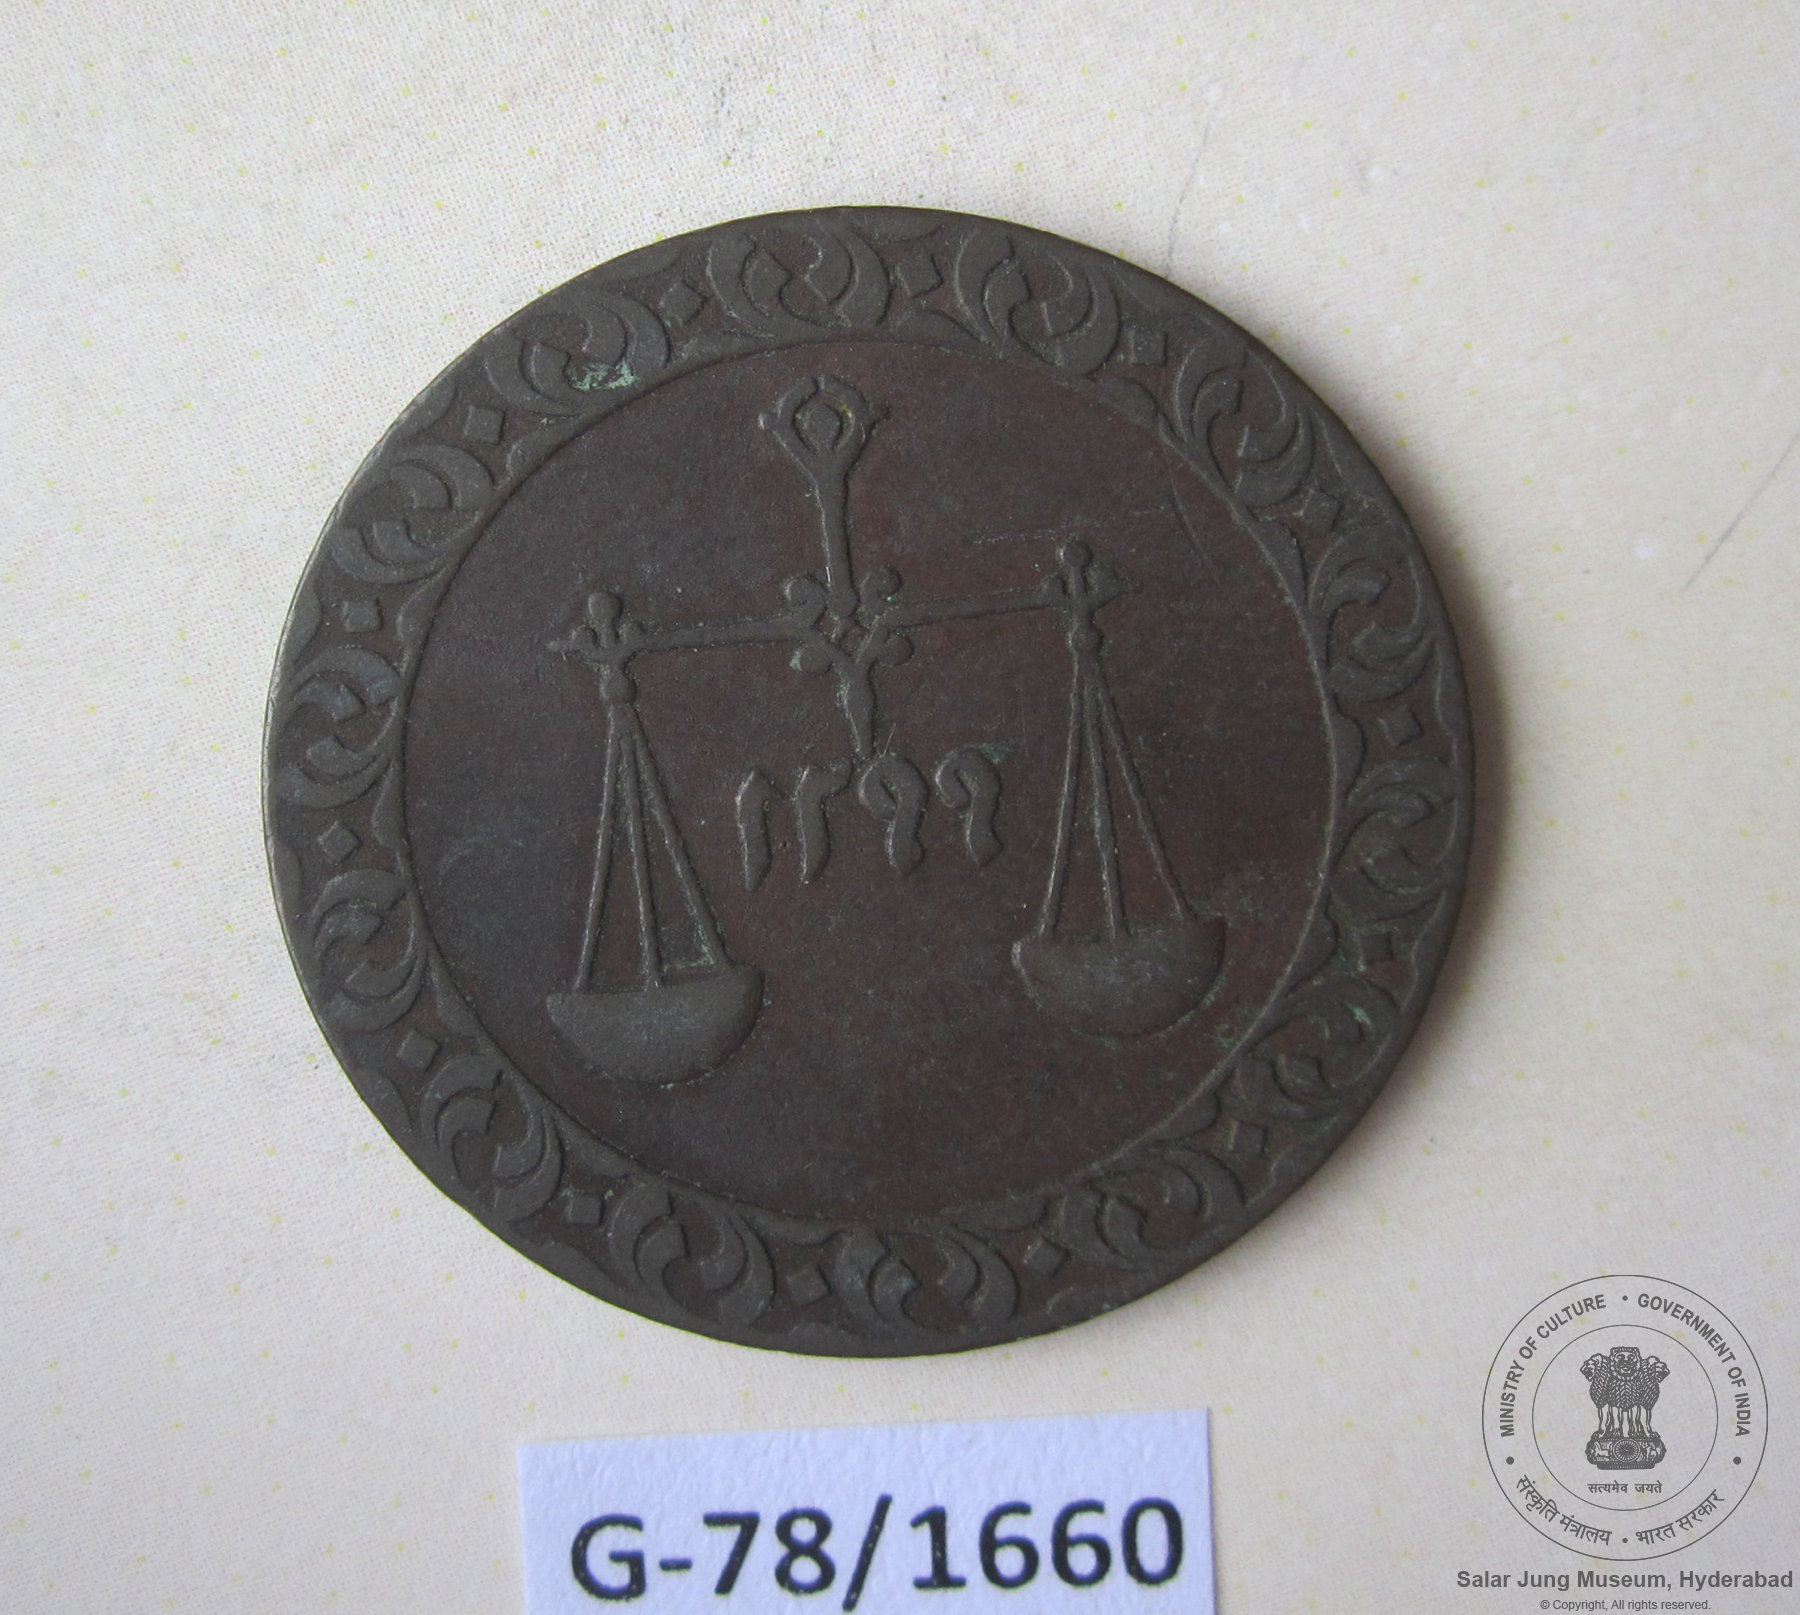 ١٢٩٩
G-78/1660
MINISTRY OF CULTURE • GOVERNMENT OF INDIA
सत्यमेव जयते
संस्कृति मंत्रालय • भारत सरकार
Salar Jung Museum, Hyderabad
© Copyright, All rights reserved.